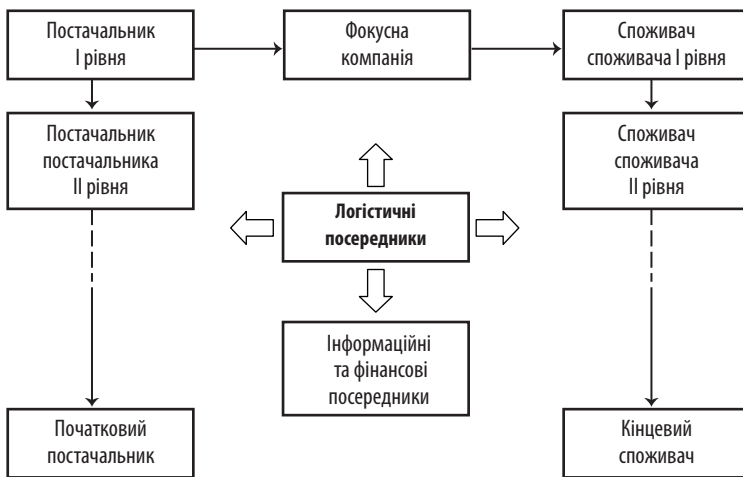 Постачальник
І рівня
Фокусна
компанія
Споживач
споживача І рівня
Постачальник
постачальника
ІІ рівня
Споживач
споживача
ІІ рівня
Логістичні
посередники
Інформаційні
та фінансові
посередники
Початковий
постачальник
Кінцевий
споживач